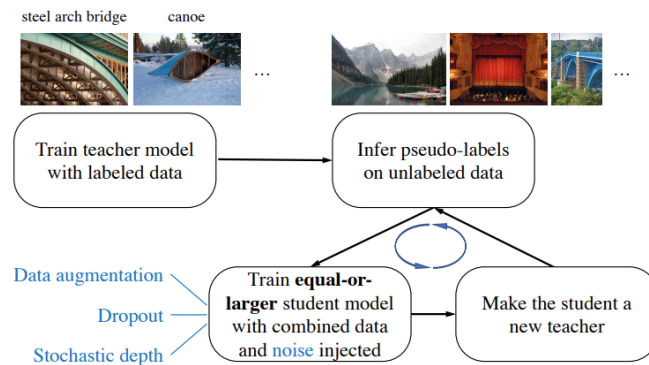 steel arch bridge
canoe
...
...
Train teacher model
with labeled data
Infer pseudo-labels
on unlabeled data
Data augmentation
Dropout
Stochastic depth
Train equal-or-
larger student model
with combined data
and noise injected
Make the student a
new teacher